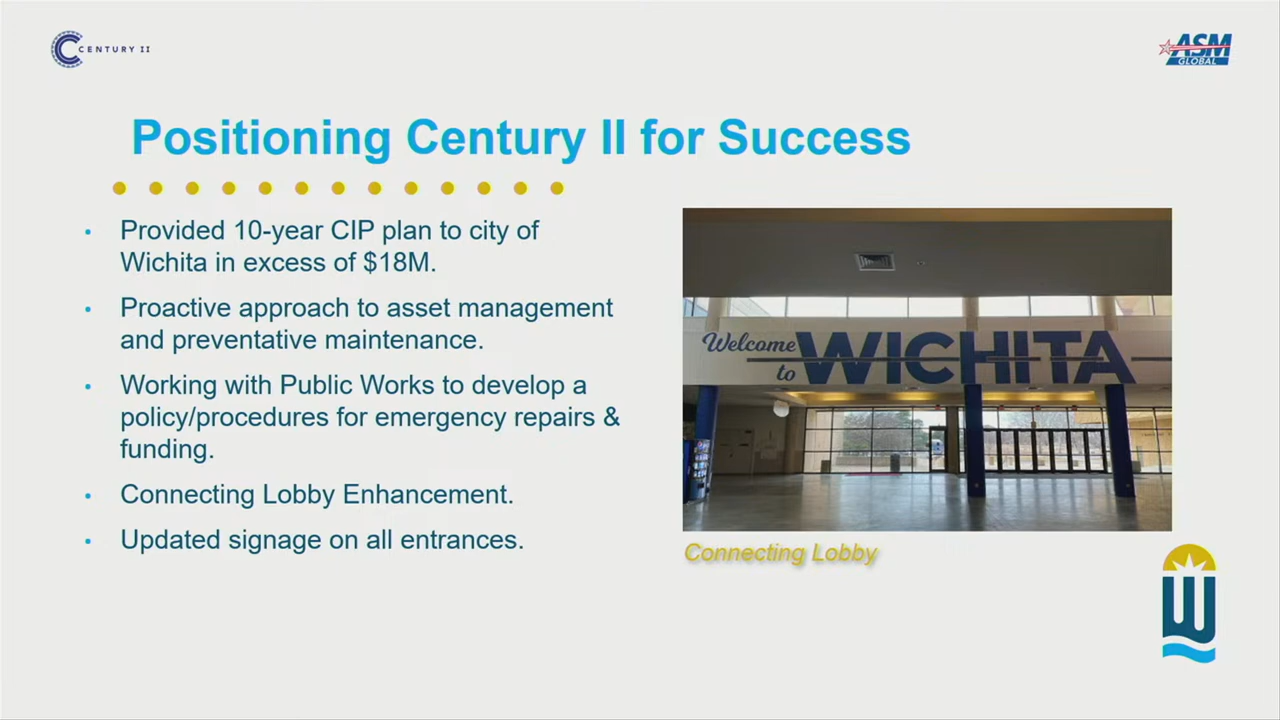 CENTURY II
ASM
GLOBAL
Positioning Century II for Success
• Provided 10-year CIP plan to city of
Wichita in excess of $18M.
• Proactive approach to asset management
and preventative maintenance.
• Working with Public Works to develop a
policy/procedures for emergency repairs &
funding.
• Connecting Lobby Enhancement.
• Updated signage on all entrances.
Welcome
to WICHITA
Connecting Lobby
W